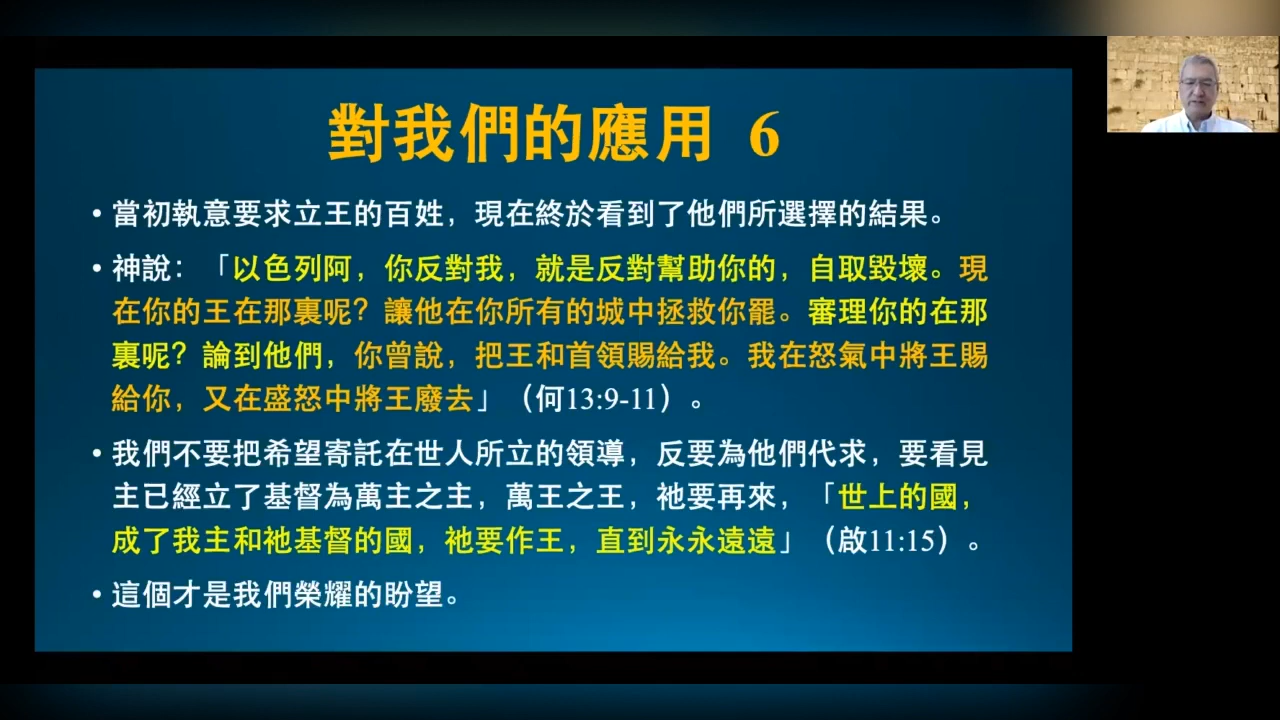 對我們的應用 6
• 當初執意要求立王的百姓，現在終於看到了他們所選擇的結果。
• 神說：「以色列阿，你反對我，就是反對幫助你的，自取毀壞。現
在你的王在那裏呢？讓他在你所有的城中拯救你罷。審理你的在那
裏呢？論到他們，你曾說，把王和首領賜給我。我在怒氣中將王賜
給你，又在盛怒中將王廢去」（何13:9-11）。
• 我們不要把希望寄託在世人所立的領導，反要為他們代求，要看見
主已經立了基督為萬主之主，萬王之王，祂要再來，「世上的國，
成了我主和祂基督的國，祂要作王，直到永永遠遠」（啟11:15）。
• 這個才是我們榮耀的盼望。